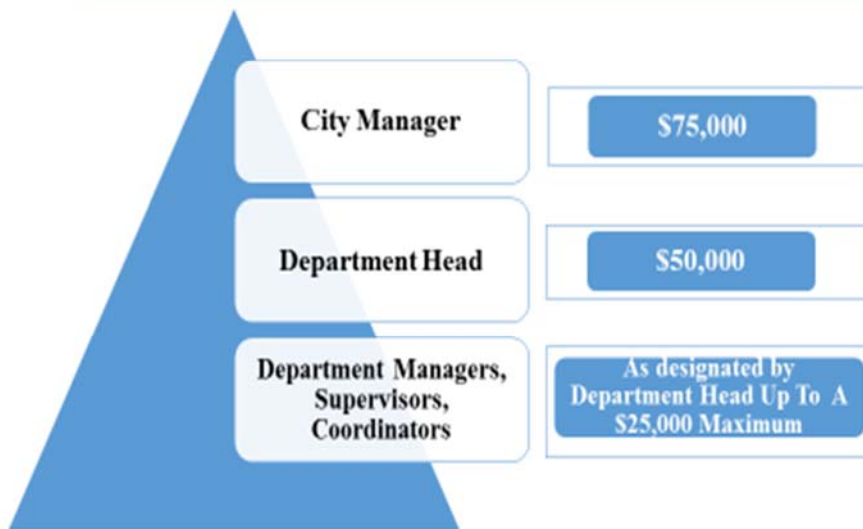 City Manager
$75,000
Department Head
$50,000
Department Managers,
Supervisors,
Coordinators
As designated by
Department Head Up To A
$25,000 Maximum